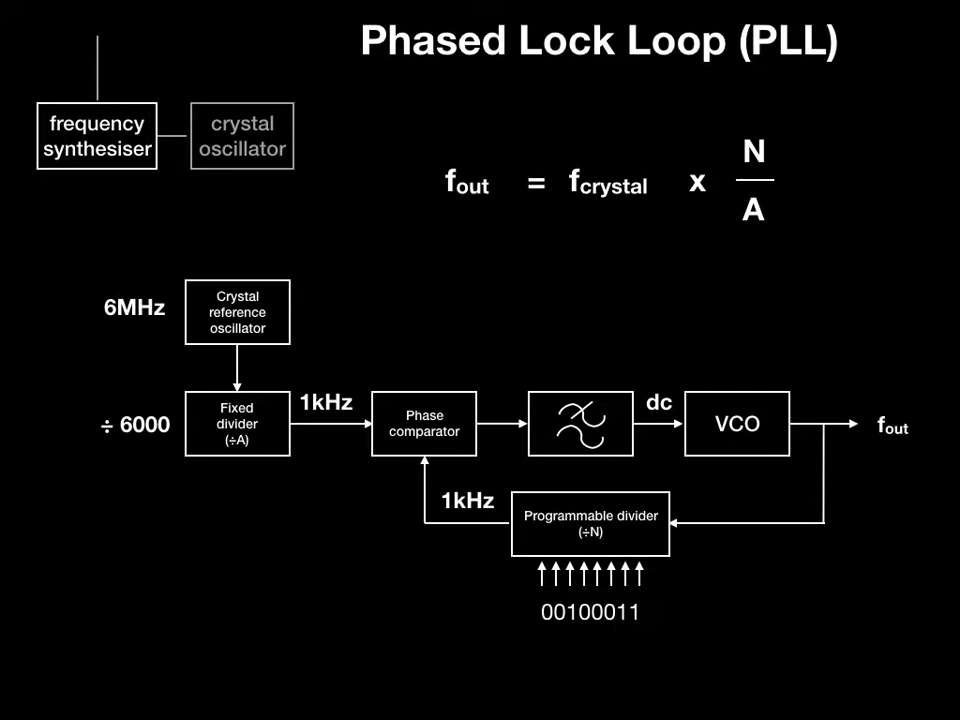 Phased Lock Loop (PLL)
frequency
synthesiser
crystal
oscillator
fout = fcrystal x N
A
6MHz
Crystal
reference
oscillator
÷ 6000
Fixed
divider
(÷A)
1kHz
Phase
comparator
dc
VCO
fout
1kHz
Programmable divider
(÷N)
00100011